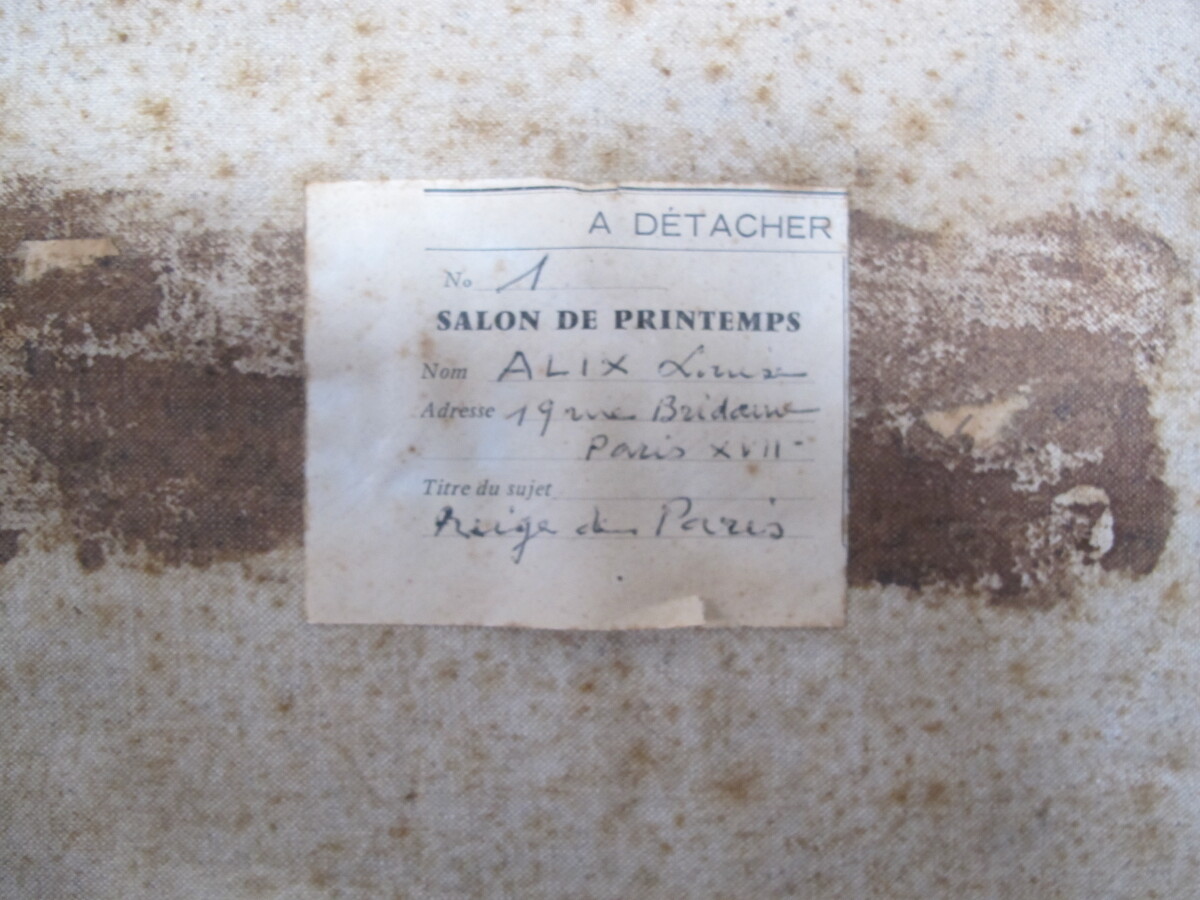 A DÉTACHER
No 1
SALON DE PRINTEMPS
Nom ALIX Louise
Adresse 19 rue Bridaine
Paris XVII
Titre du sujet
Neige de Paris